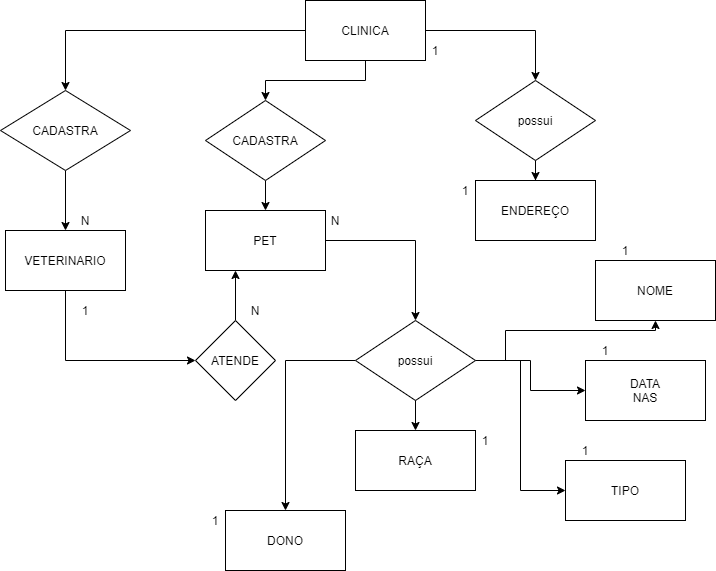 CLINICA
1
CADASTRA
CADASTRA
possui
N
VETERINARIO
PET
N
1
ENDEREÇO
1
NOME
1
N
ATENDE
possui
1
DATA
NAS
RAÇA
1
1
TIPO
1
DONO